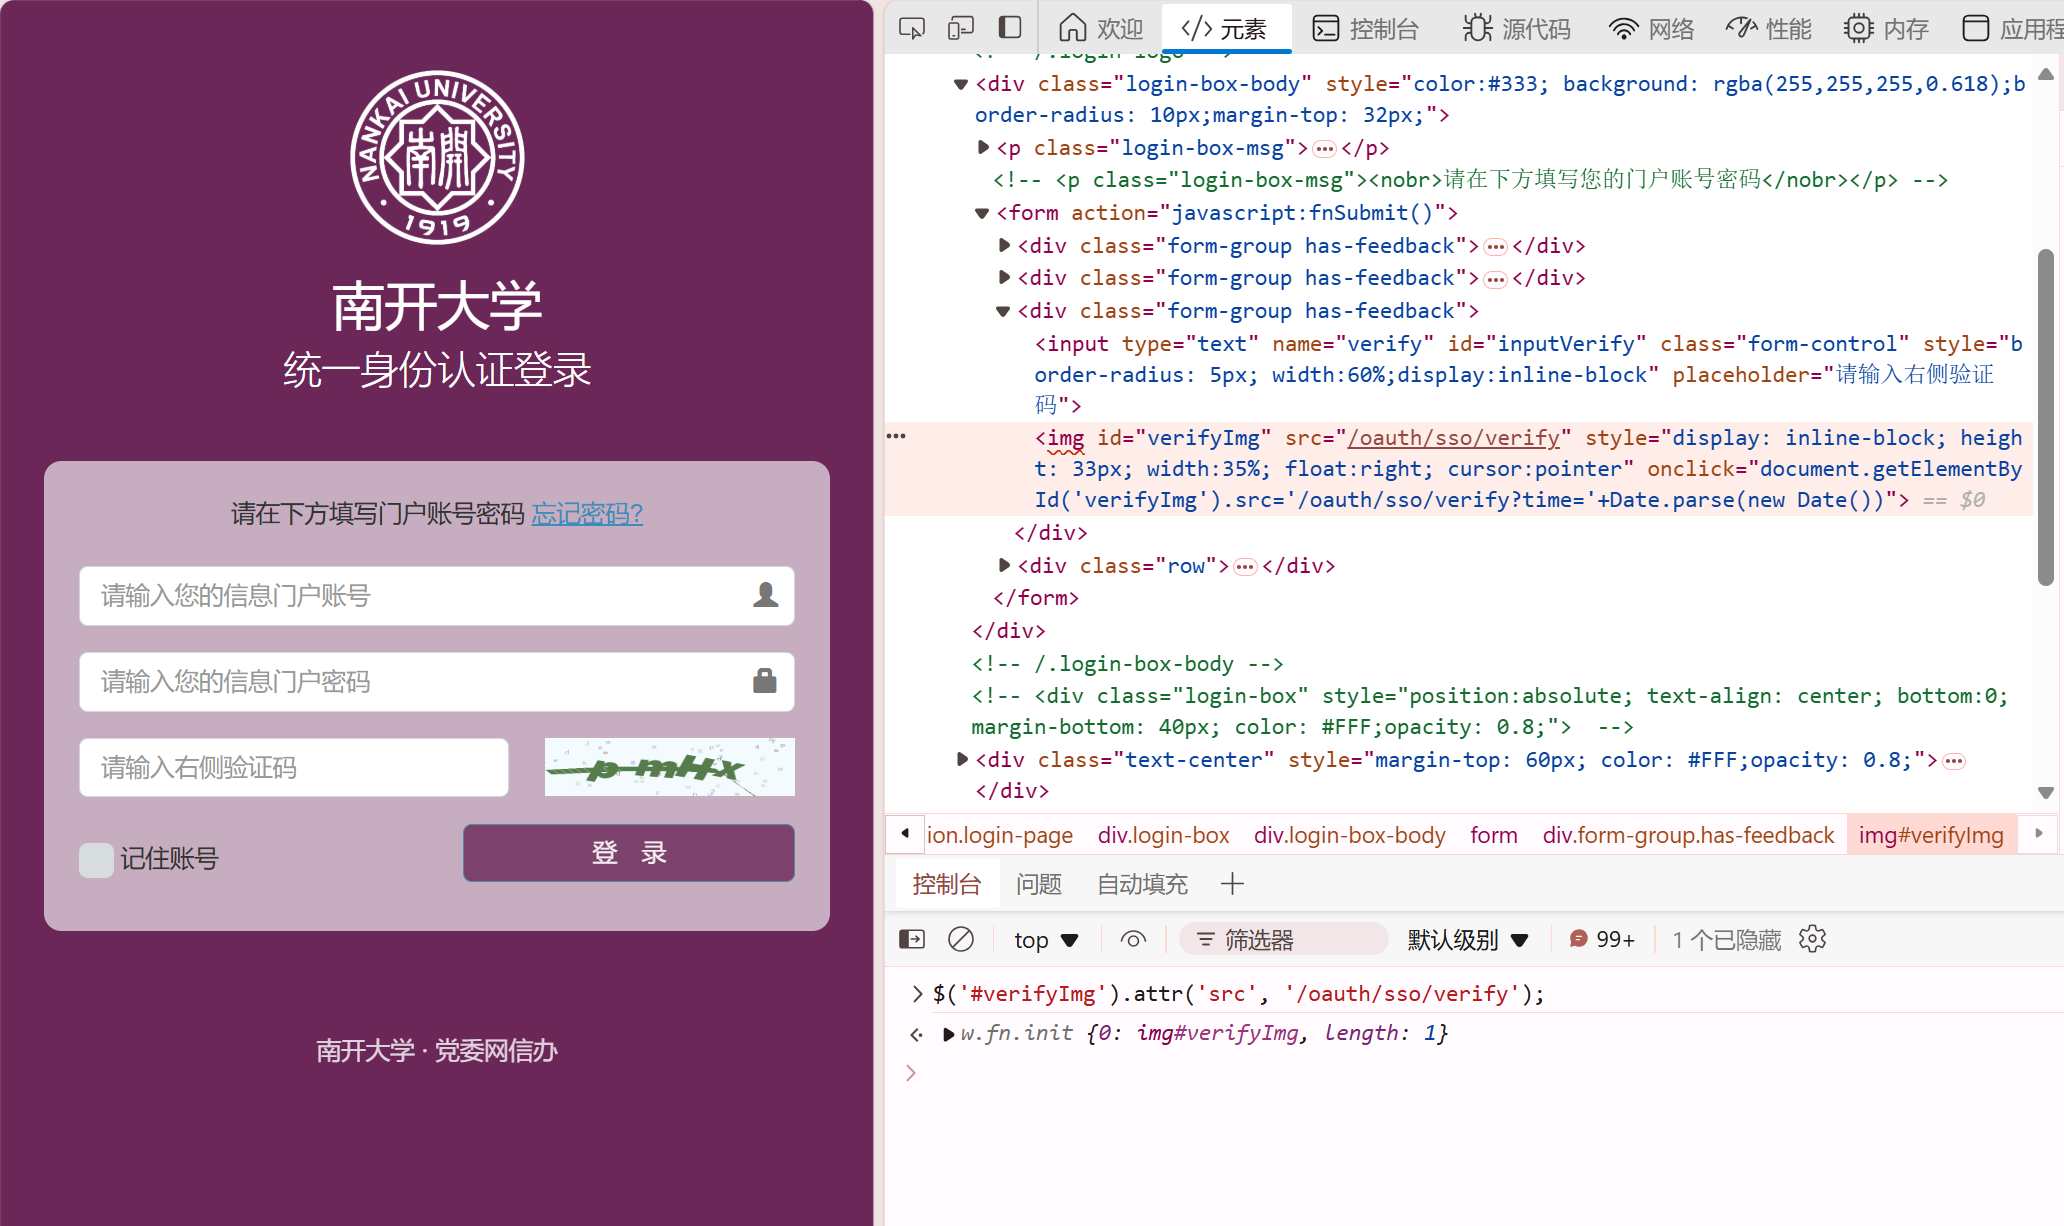 NANKAI UNIVERSITY
南開
1919
南开大学
统一身份认证登录
请在下方填写门户账号密码 忘记密码?
请输入您的信息门户账号
请输入您的信息门户密码
请输入右侧验证码
记住账号
登 录
南开大学 · 党委网信办
欢迎
</> 元素
控制台
源代码
网络
性能
内存
应用程
<div class="login-box-body" style="color:#333; background: rgba(255,255,255,0.618);b
order-radius: 10px;margin-top: 32px;">
<p class="login-box-msg">…</p>
<!-- <p class="login-box-msg"><nobr>请在下方填写您的门户账号密码</nobr></p> -->
<form action="javascript:fnSubmit()">
<div class="form-group has-feedback">…</div>
<div class="form-group has-feedback">…</div>
<div class="form-group has-feedback">
<input type="text" name="verify" id="inputVerify" class="form-control" style="b
order-radius: 5px; width:60%;display:inline-block" placeholder="请输入右侧验证
码">
<img id="verifyImg" src="/oauth/sso/verify" style="display: inline-block; heigh
t: 33px; width:35%; float:right; cursor:pointer" onclick="document.getElementBy
Id('verifyImg').src='/oauth/sso/verify?time='+Date.parse(new Date())"> == $0
</div>
<div class="row">…</div>
</form>
</div>
<!-- /.login-box-body -->
<!-- <div class="login-box" style="position:absolute; text-align: center; bottom:0;
margin-bottom: 40px; color: #FFF;opacity: 0.8;">  -->
<div class="text-center" style="margin-top: 60px; color: #FFF;opacity: 0.8;">…
</div>
ion.login-page div.login-box div.login-box-body form div.form-group.has-feedback img#verifyImg
控制台 问题 自动填充
top 筛选器 默认级别 99+ 1 个已隐藏
$('#verifyImg').attr('src', '/oauth/sso/verify');
w.fn.init {0: img#verifyImg, length: 1}